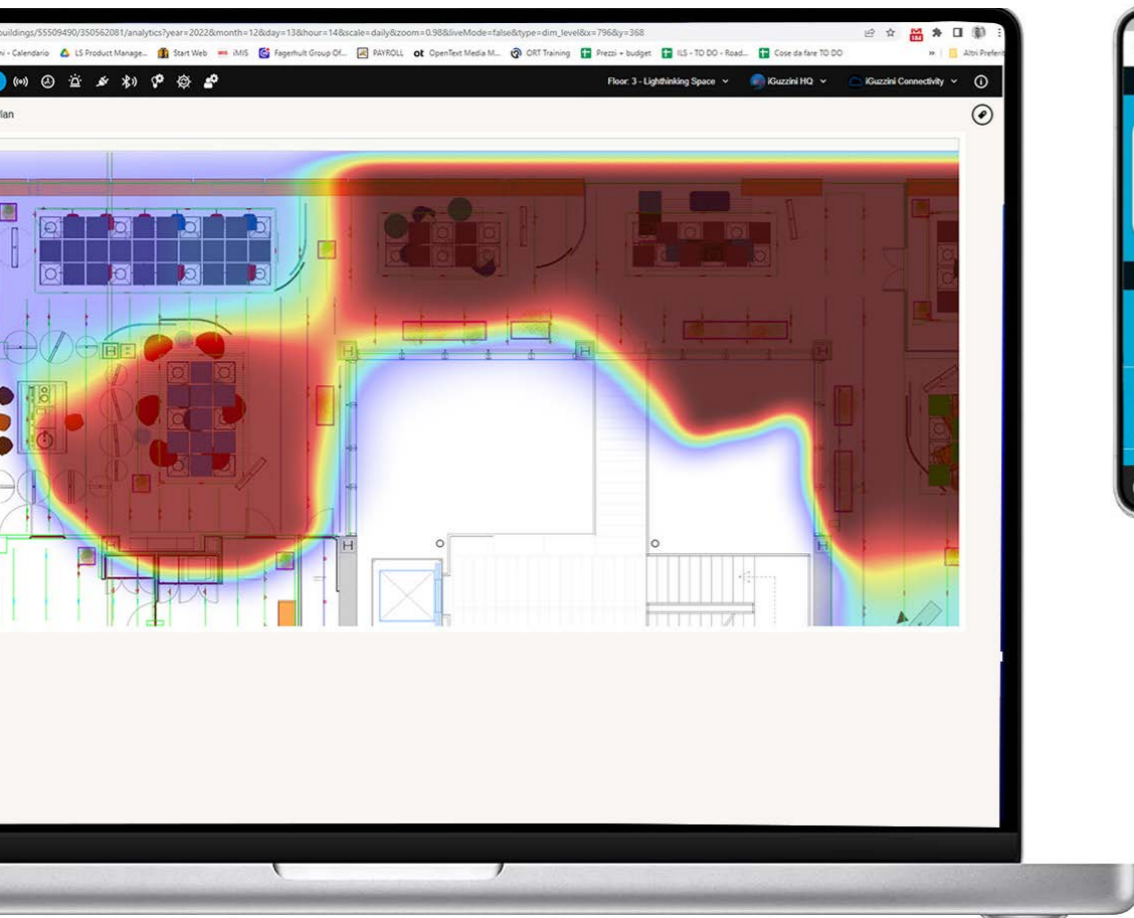 buildings/55509490/350562081/analytics?year=2022&month=12&day=13&hour=14&scale=daily&zoom=0.98&liveMode=false&type=dim_level&x=796&y=368
ni - Calendario LS Product Manage... Start Web iMIS Fagerhult Group Of... PAYROLL ot OpenText Media M... ORT Training Prezzi + budget ILS - TO DO - Road... Cose da fare TO DO » Altri Preferit
Floor: 3 - Lighthinking Space iGuzzini HQ iGuzzini Connectivity
lan
H
H
H
H
H
H